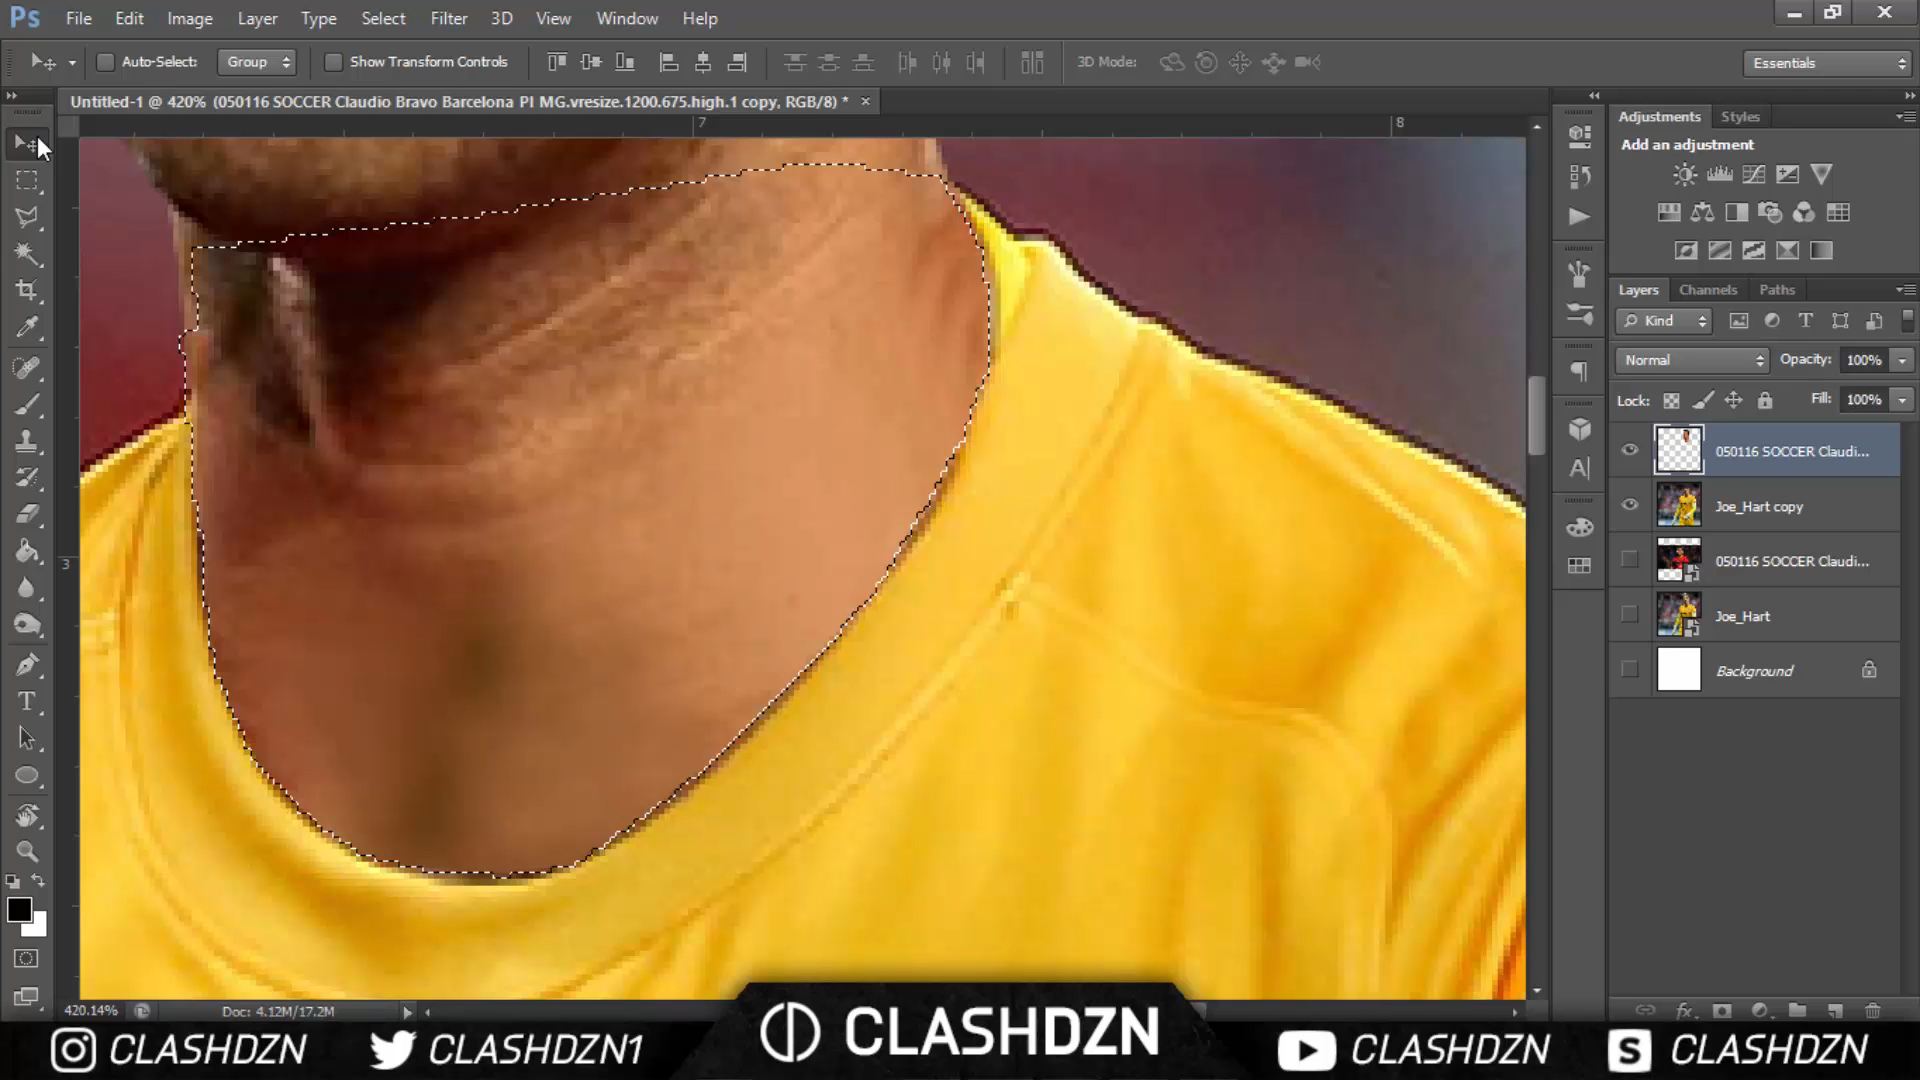 Ps File Edit Image Layer Type Select Filter 3D View Window Help
Auto-Select: Group Show Transform Controls 3D Mode: Essentials
Untitled-1 @ 420% (050116 SOCCER Claudio Bravo Barcelona PI MG.vresize.1200.675.high.1 copy, RGB/8) *
7 8
3
Adjustments Styles
Add an adjustment
Layers Channels Paths
Kind
Normal Opacity: 100%
Lock: Fill: 100%
050116 SOCCER Claudi...
Joe_Hart copy
050116 SOCCER Claudi...
Joe_Hart
Background
420.14% Doc: 4.12M/17.2M
CLASHDZN CLASHDZN1 CLASHDZN CLASHDZN CLASHDZN